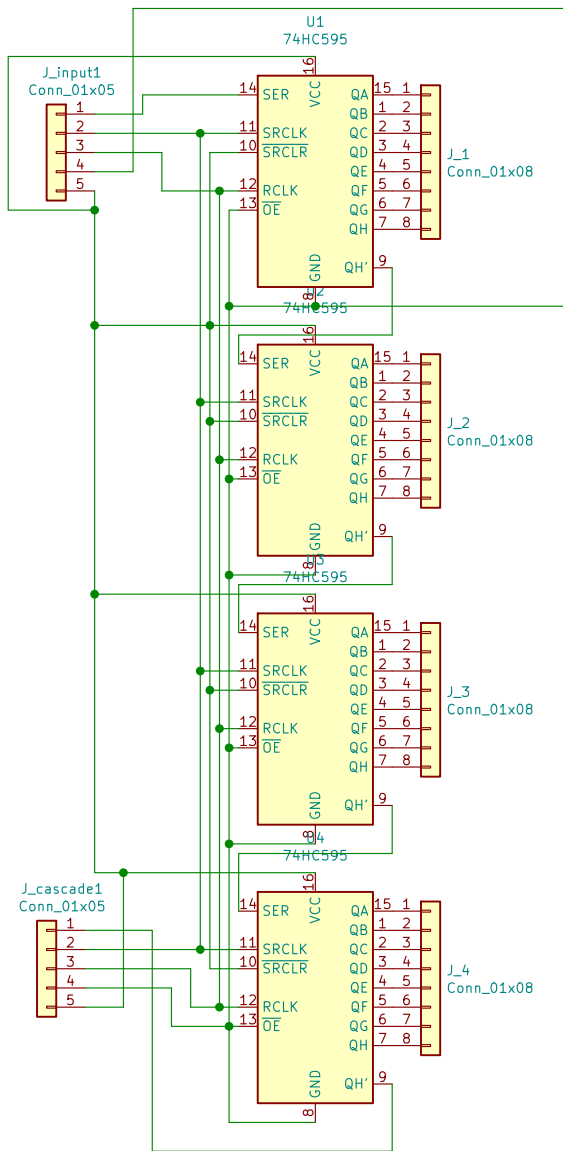 U1
74HC595
J_input1
Conn_01x05
1
2
3
4
5
16
VCC
14 SER QA 15 1
QB 1 2
11 SRCLK QC 2 3
10 SRCLR QD 3 4
QE 4 5
12 RCLK QF 5 6
13 OE QG 6 7
QH 7 8
J_1
Conn_01x08
QH' 9
GND
8
U2
74HC595
16
VCC
14 SER QA 15 1
QB 1 2
11 SRCLK QC 2 3
10 SRCLR QD 3 4
QE 4 5
12 RCLK QF 5 6
13 OE QG 6 7
QH 7 8
J_2
Conn_01x08
QH' 9
GND
8
U3
74HC595
16
VCC
14 SER QA 15 1
QB 1 2
11 SRCLK QC 2 3
10 SRCLR QD 3 4
QE 4 5
12 RCLK QF 5 6
13 OE QG 6 7
QH 7 8
J_3
Conn_01x08
QH' 9
GND
8
U4
74HC595
J_cascade1
Conn_01x05
1
2
3
4
5
16
VCC
14 SER QA 15 1
QB 1 2
11 SRCLK QC 2 3
10 SRCLR QD 3 4
QE 4 5
12 RCLK QF 5 6
13 OE QG 6 7
QH 7 8
J_4
Conn_01x08
QH' 9
GND
8